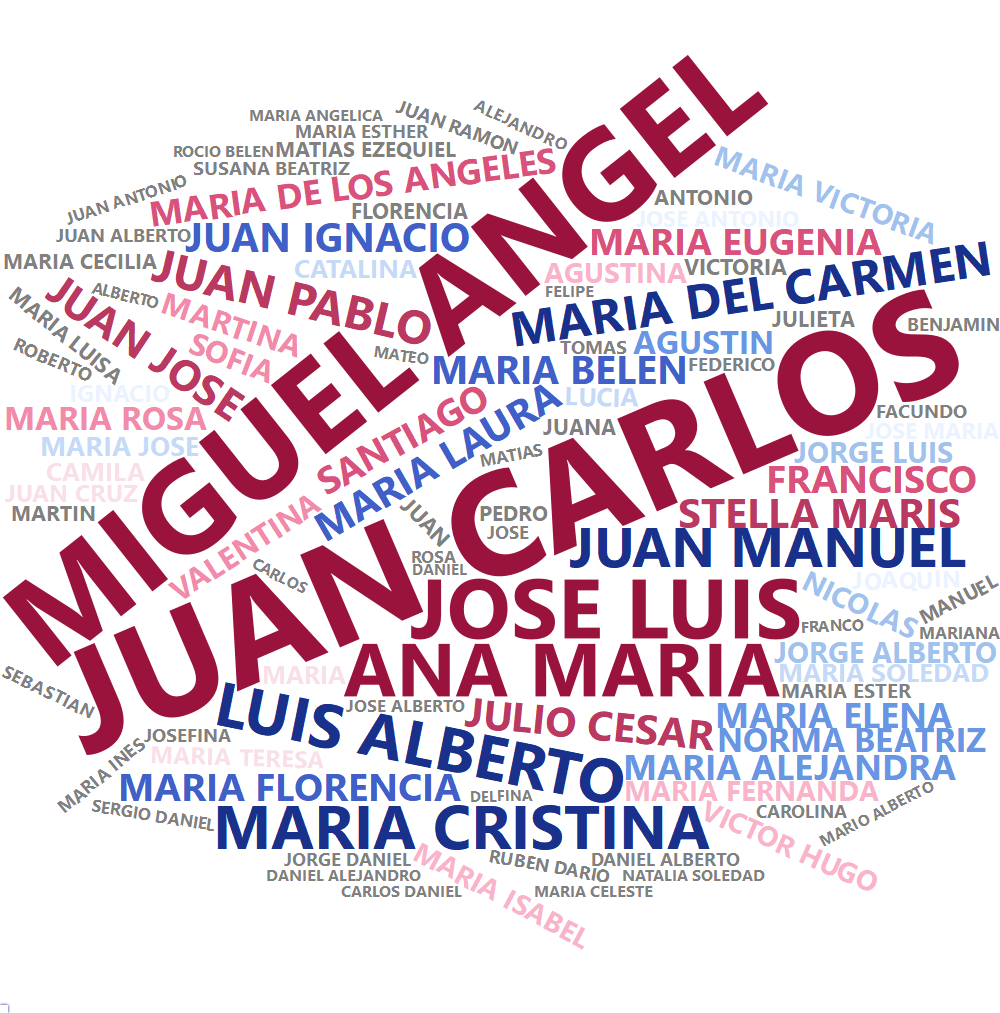 MIGUEL ANGEL
JUAN CARLOS
MARIA ANGELICA
JUAN RAMON
ALEJANDRO
MARIA ESTHER
ROCIO BELEN
MATIAS EZEQUIEL
SUSANA BEATRIZ
MARIA DE LOS ANGELES
MARIA VICTORIA
JUAN ANTONIO
FLORENCIA
ANTONIO
JOSE ANTONIO
JUAN ALBERTO
JUAN IGNACIO
MARIA EUGENIA
MARIA CECILIA
JUAN PABLO
CATALINA
AGUSTINA
VICTORIA
MARIA DEL CARMEN
FELIPE
ALBERTO
MARTINA
JUAN JOSE
MARIA LUISA
SOFIA
JULIETA
BENJAMIN
ROBERTO
MATEO
TOMAS
AGUSTIN
MARIA BELEN
FEDERICO
IGNACIO
SANTIAGO
MARIA LAURA
LUCIA
MARIA ROSA
JUANA
FACUNDO
JOSE MARIA
MARIA JOSE
MATIAS
JORGE LUIS
CAMILA
FRANCISCO
JUAN CRUZ
MARTIN
VALENTINA
JUAN
PEDRO
JOSE
STELLA MARIS
JUAN MANUEL
ROSA
DANIEL
CARLOS
JOSE LUIS
NICOLAS
JOAQUIN
MANUEL
FRANCO
MARIANA
ANA MARIA
JORGE ALBERTO
MARIA
MARIA SOLEDAD
SEBASTIAN
MARIA ESTER
LUIS ALBERTO
JOSE ALBERTO
JULIO CESAR
MARIA ELENA
JOSEFINA
NORMA BEATRIZ
MARIA INES
MARIA TERESA
MARIA ALEJANDRA
MARIA FLORENCIA
DELFINA
MARIA FERNANDA
SERGIO DANIEL
MARIA CRISTINA
CAROLINA
MARIO ALBERTO
VICTOR HUGO
JORGE DANIEL
MARIA ISABEL
RUBEN DARIO
DANIEL ALBERTO
DANIEL ALEJANDRO
NATALIA SOLEDAD
CARLOS DANIEL
MARIA CELESTE